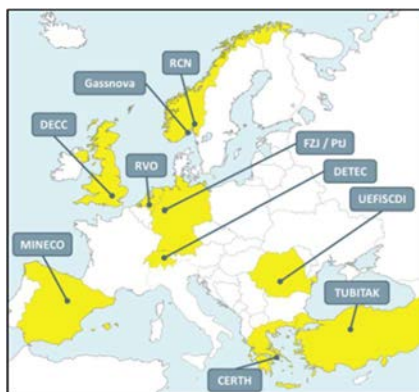 RCN
Gassnova
DECC
RVO
FZJ / PtJ
DETEC
UEFISCDI
MINECO
TUBITAK
CERTH